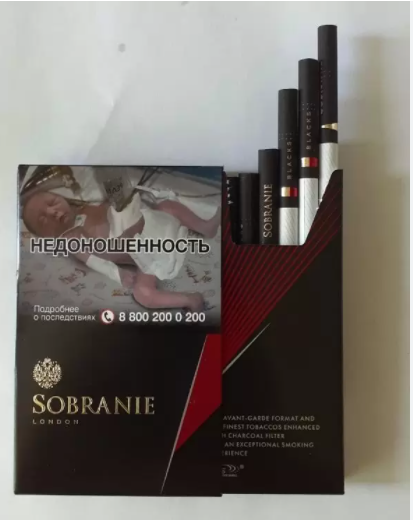 НЕДОНОШЕННОСТЬ
Подробнее
о последствиях
8 800 200 0 200
SOBRANIE
LONDON
SOBRANIE
BLACKS
BLACKS
AVANT-GARDE FORMAT AND
FINEST TOBACCOS ENHANCED
CHARCOAL FILTER
AN EXCEPTIONAL SMOKING